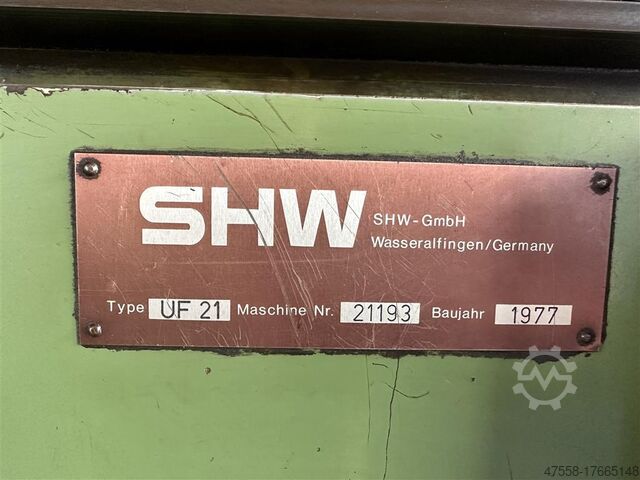 SHW
SHW-GmbH
Wasseralfingen/Germany
Type UF 21 Maschine Nr. 21193 Baujahr 1977
47558-17665148